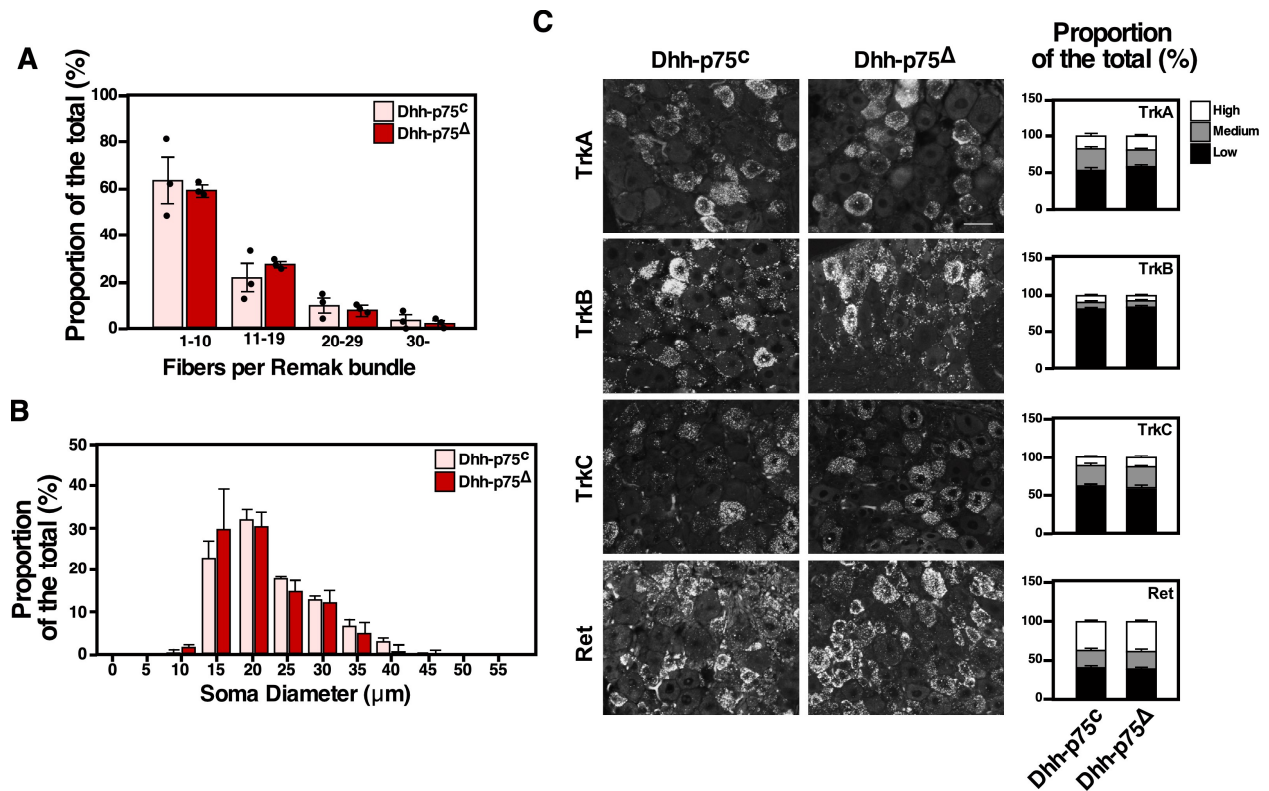 A
Proportion of the total (%)
100
80
60
40
20
0
Dhh-p75c
Dhh-p75Δ
1-10
11-19
20-29
30-
Fibers per Remak bundle
B
Proportion
of the total (%)
50
40
30
20
10
0
Dhh-p75c
Dhh-p75Δ
0
5
10
15
20
25
30
35
40
45
50
55
Soma Diameter (μm)
C
Dhh-p75c
Dhh-p75Δ
Proportion
of the total (%)
TrkA
150
100
50
0
TrkA
High
Medium
Low
TrkB
150
100
50
0
TrkB
TrkC
150
100
50
0
TrkC
Ret
150
100
50
0
Ret
Dhh-p75c
Dhh-p75Δ